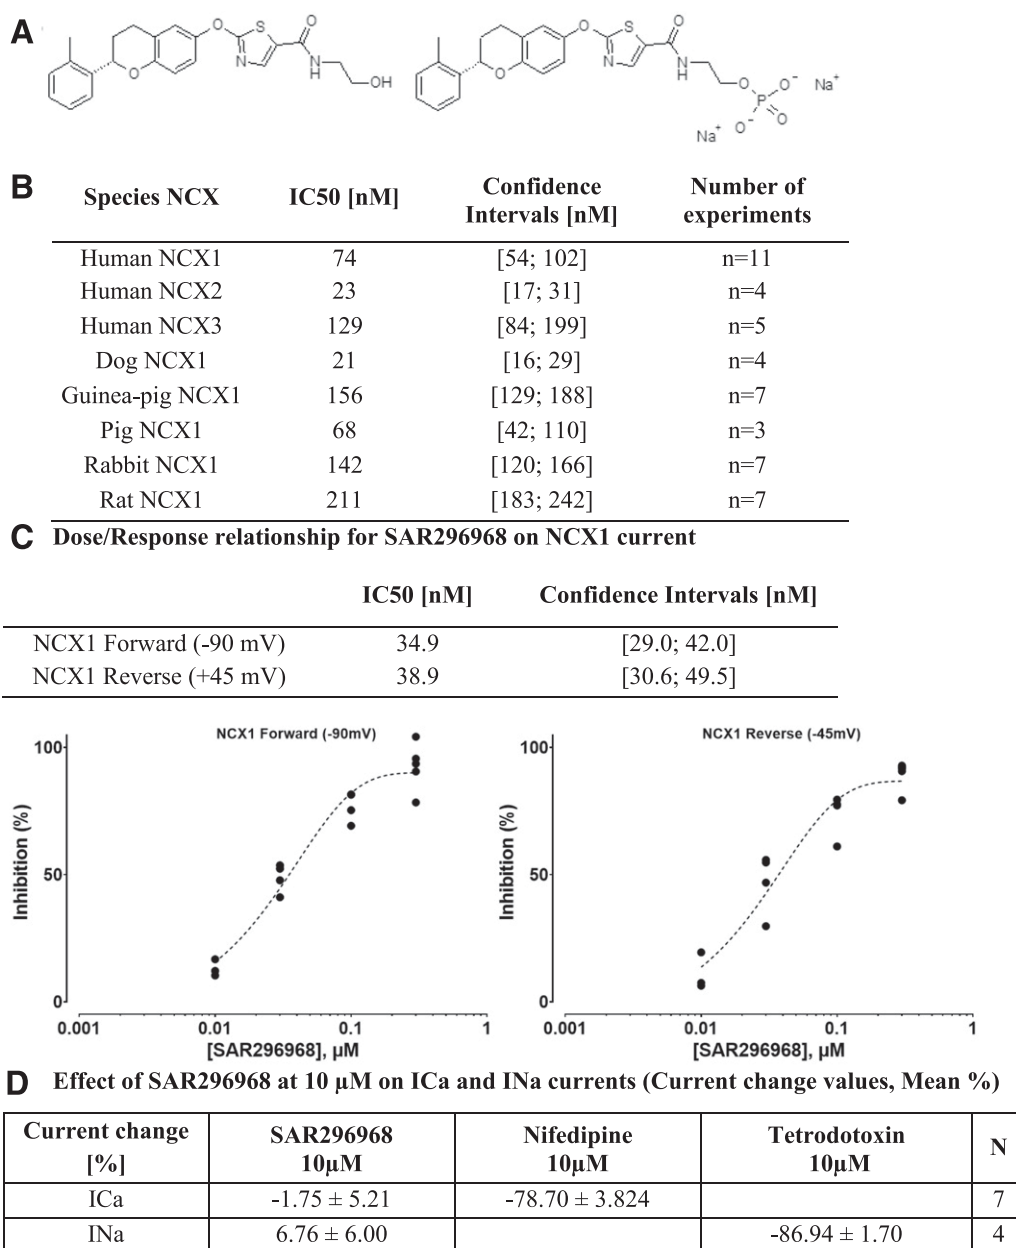 A
O
S
O
N
N
H
OH
O
O
S
O
N
N
H
O
O⁻
Na⁺
P
O
O⁻
Na⁺
B
Species NCX IC50 [nM] Confidence Intervals [nM] Number of experiments
Human NCX1 74 [54; 102] n=11
Human NCX2 23 [17; 31] n=4
Human NCX3 129 [84; 199] n=5
Dog NCX1 21 [16; 29] n=4
Guinea-pig NCX1 156 [129; 188] n=7
Pig NCX1 68 [42; 110] n=3
Rabbit NCX1 142 [120; 166] n=7
Rat NCX1 211 [183; 242] n=7
C Dose/Response relationship for SAR296968 on NCX1 current
IC50 [nM] Confidence Intervals [nM]
NCX1 Forward (-90 mV) 34.9 [29.0; 42.0]
NCX1 Reverse (+45 mV) 38.9 [30.6; 49.5]
NCX1 Forward (-90mV)
100
50
0
Inhibition (%)
0.001 0.01 0.1 1
[SAR296968], µM
NCX1 Reverse (-45mV)
100
50
0
Inhibition (%)
0.001 0.01 0.1 1
[SAR296968], µM
D Effect of SAR296968 at 10 µM on ICa and INa currents (Current change values, Mean %)
Current change [%] SAR296968 10µM Nifedipine 10µM Tetrodotoxin 10µM N
ICa -1.75 ± 5.21 -78.70 ± 3.824 7
INa 6.76 ± 6.00 -86.94 ± 1.70 4